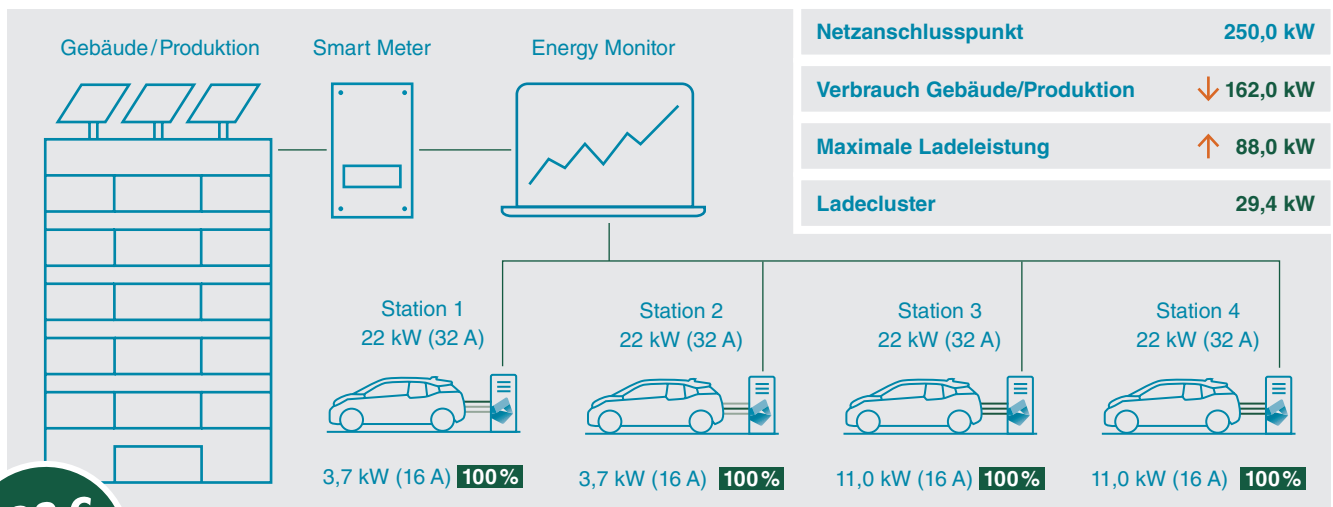 Gebäude/Produktion
Smart Meter
Energy Monitor
Netzanschlusspunkt 250,0 kW
Verbrauch Gebäude/Produktion ↓ 162,0 kW
Maximale Ladeleistung ↑ 88,0 kW
Ladecluster 29,4 kW
Station 1
22 kW (32 A)
3,7 kW (16 A) 100 %
Station 2
22 kW (32 A)
3,7 kW (16 A) 100 %
Station 3
22 kW (32 A)
11,0 kW (16 A) 100 %
Station 4
22 kW (32 A)
11,0 kW (16 A) 100 %